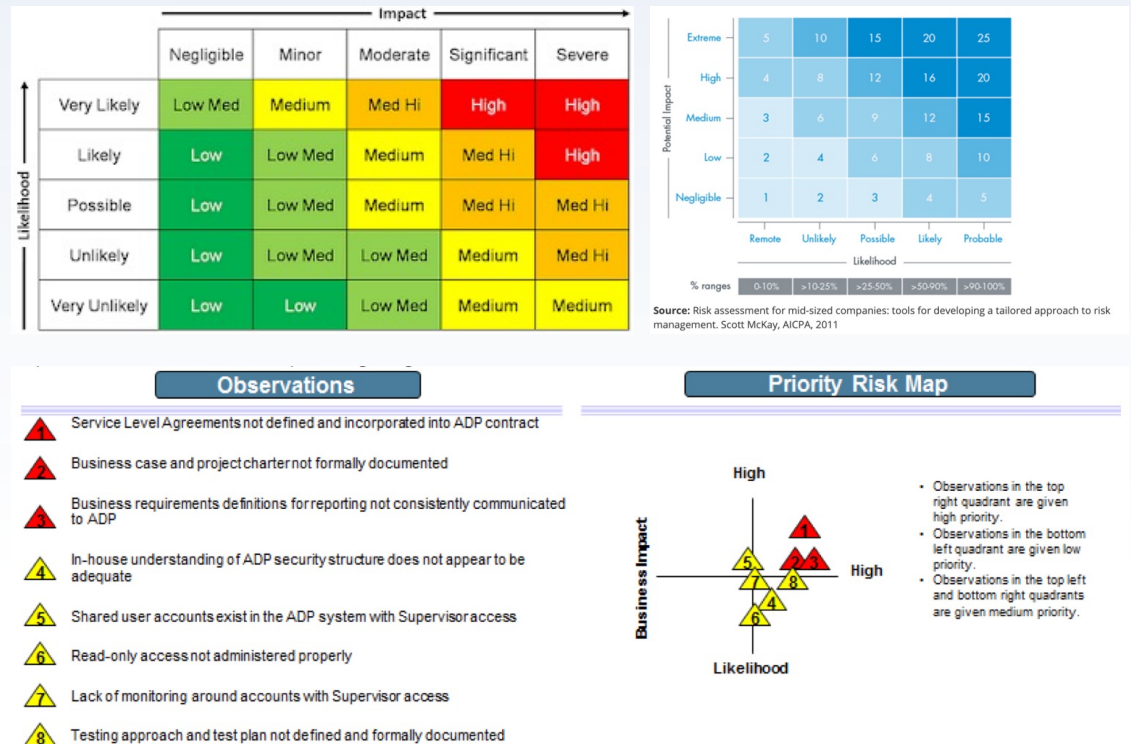 Impact
Negligible Minor Moderate Significant Severe
Likelihood
Very Likely Low Med Medium Med Hi High High
Likely Low Low Med Medium Med Hi High
Possible Low Low Med Medium Med Hi Med Hi
Unlikely Low Low Med Low Med Medium Med Hi
Very Unlikely Low Low Low Med Medium Medium
Potential Impact
Extreme 5 10 15 20 25
High 4 8 12 16 20
Medium 3 6 9 12 15
Low 2 4 6 8 10
Negligible 1 2 3 4 5
Remote Unlikely Possible Likely Probable
Likelihood
% ranges 0-10% >10-25% >25-50% >50-90% >90-100%
Source: Risk assessment for mid-sized companies: tools for developing a tailored approach to risk
management. Scott McKay, AICPA, 2011
Observations
1 Service Level Agreements not defined and incorporated into ADP contract
2 Business case and project charter not formally documented
3 Business requirements definitions for reporting not consistently communicated
to ADP
4 In-house understanding of ADP security structure does not appear to be
adequate
5 Shared user accounts exist in the ADP system with Supervisor access
6 Read-only access not administered properly
7 Lack of monitoring around accounts with Supervisor access
8 Testing approach and test plan not defined and formally documented
Priority Risk Map
High
Business Impact
1
5 2 3
7 8
4
6
High
Likelihood
• Observations in the top
right quadrant are given
high priority.
• Observations in the bottom
left quadrant are given low
priority.
• Observations in the top left
and bottom right quadrants
are given medium priority.